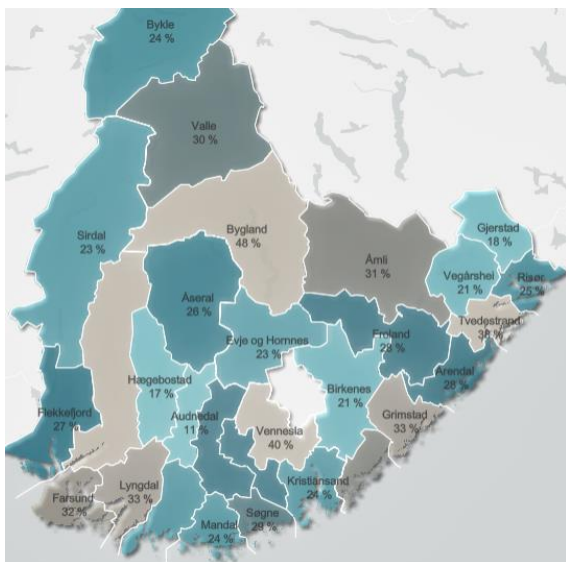 Bykle
24 %
Valle
30 %
Sirdal
23 %
Bygland
48 %
Åmli
31 %
Gjerstad
18 %
Vegårshei
21 %
Risør
25 %
Åseral
26 %
Evje og Hornnes
23 %
Froland
Tvedestrand
Arendal
28 %
Hægebostad
17 %
Birkenes
21 %
Grimstad
33 %
Flekkefjord
27 %
Audnedal
11 %
Vennesla
40 %
Farsund
32 %
Lyngdal
33 %
Mandal
24 %
Søgne
29 %
Kristiansand
24 %